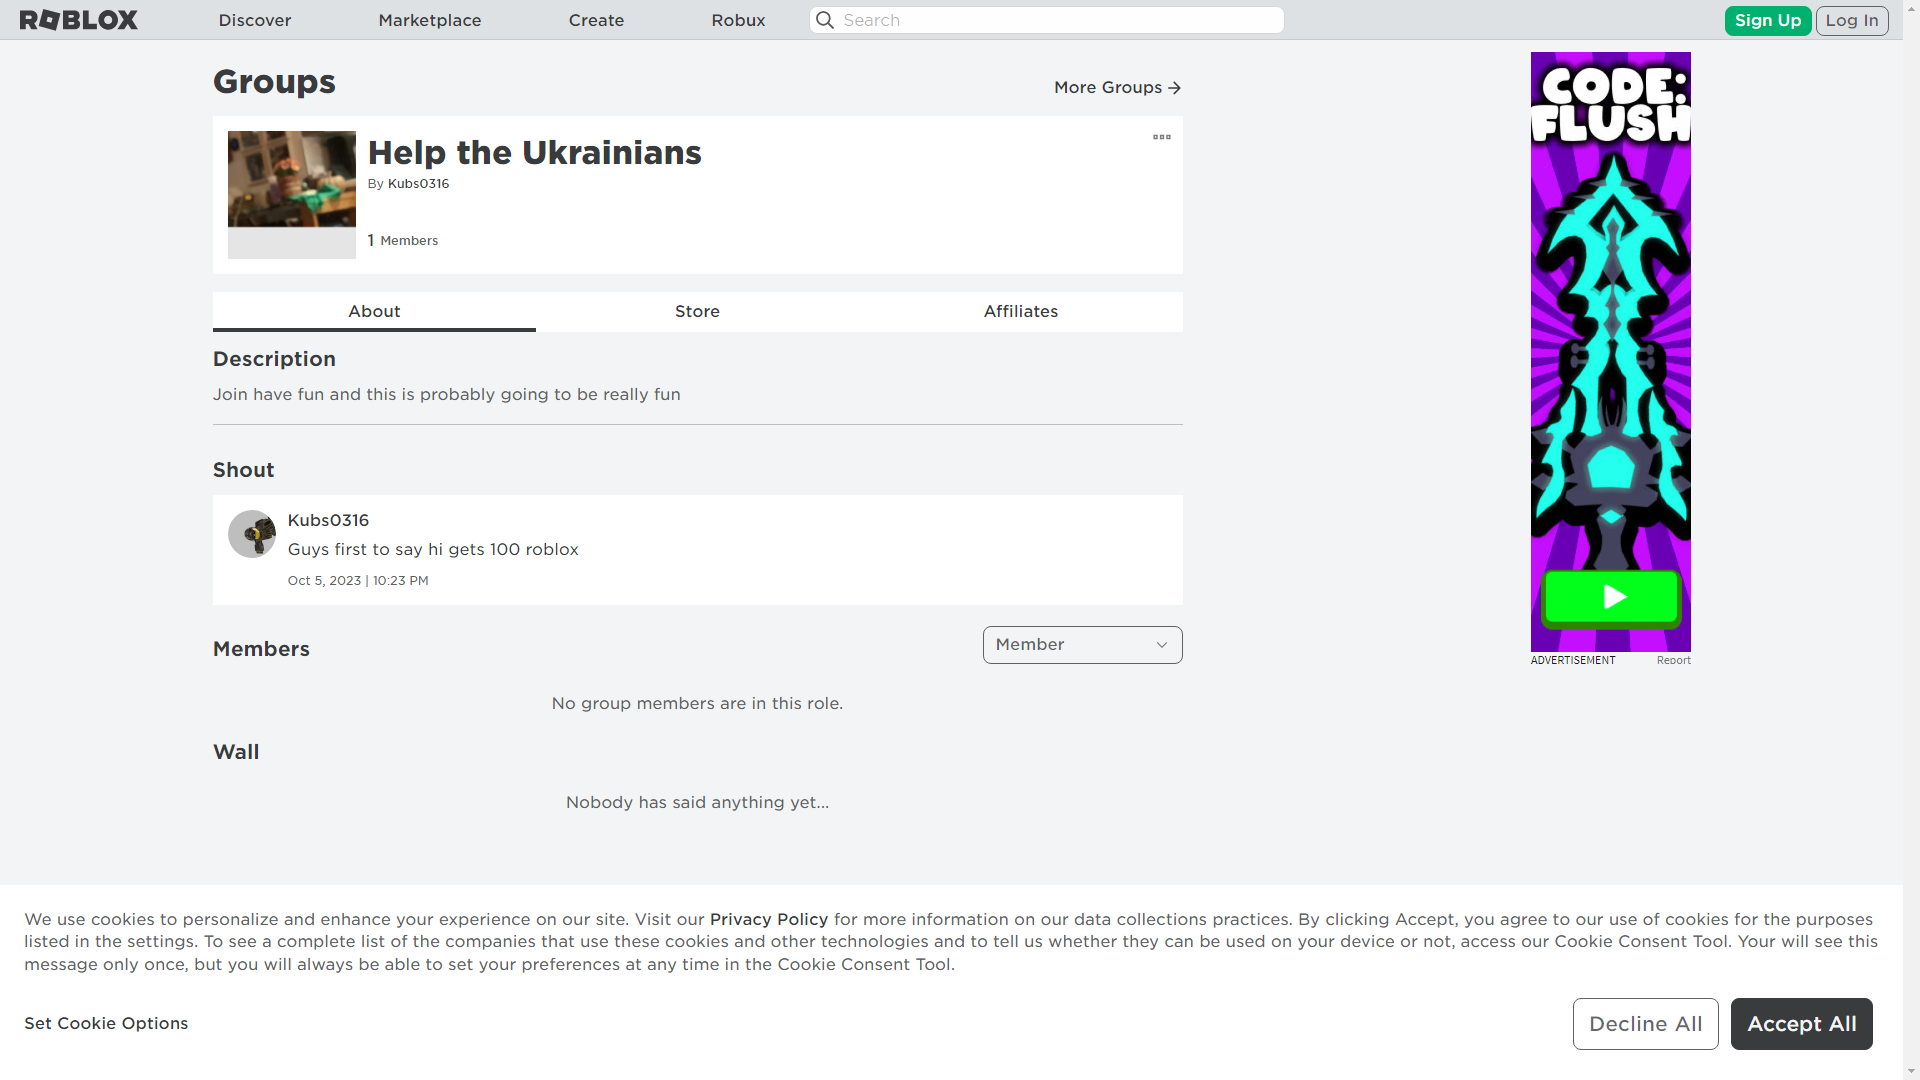 ROBLOX
Discover
Marketplace
Create
Robux
Search
Sign Up
Log In
Groups
More Groups
Help the Ukrainians
By Kubs0316
1 Members
About
Store
Affiliates
Description
Join have fun and this is probably going to be really fun
Shout
Kubs0316
Guys first to say hi gets 100 roblox
Oct 5, 2023 | 10:23 PM
Members
Member
No group members are in this role.
Wall
Nobody has said anything yet...
CODE:
FLUSH
ADVERTISEMENT
Report
We use cookies to personalize and enhance your experience on our site. Visit our Privacy Policy for more information on our data collections practices. By clicking Accept, you agree to our use of cookies for the purposes
listed in the settings. To see a complete list of the companies that use these cookies and other technologies and to tell us whether they can be used on your device or not, access our Cookie Consent Tool. Your will see this
message only once, but you will always be able to set your preferences at any time in the Cookie Consent Tool.
Set Cookie Options
Decline All
Accept All